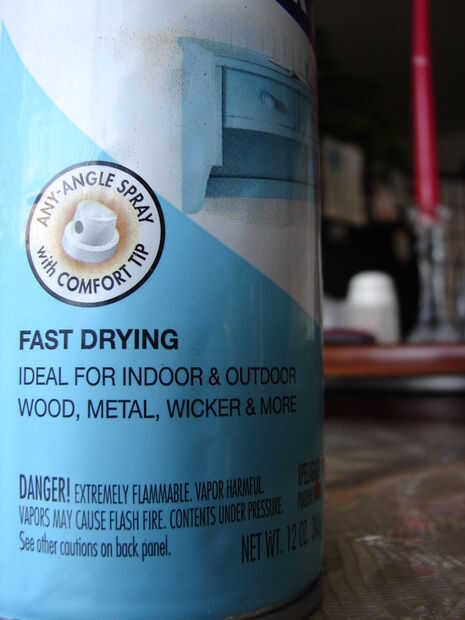 ANY-ANGLE SPRAY
with COMFORT TIP
FAST DRYING
IDEAL FOR INDOOR & OUTDOOR
WOOD, METAL, WICKER & MORE
DANGER! EXTREMELY FLAMMABLE. VAPOR HARMFUL.
VAPORS MAY CAUSE FLASH FIRE. CONTENTS UNDER PRESSURE.
See other cautions on back panel.
NET WT. 12 OZ.